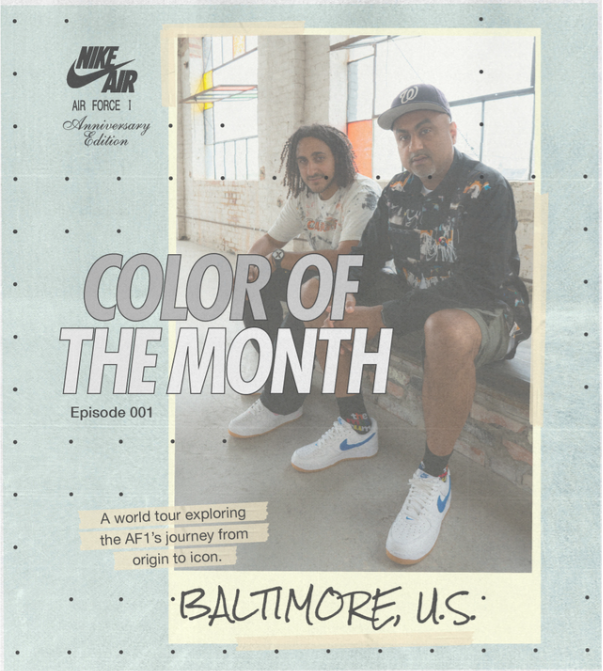 NIKE
AIR
AIR FORCE 1
Anniversary
Edition
W
COLOR OF
THE MONTH
Episode 001
A world tour exploring
the AF1's journey from
origin to icon.
BALTIMORE, U.S.